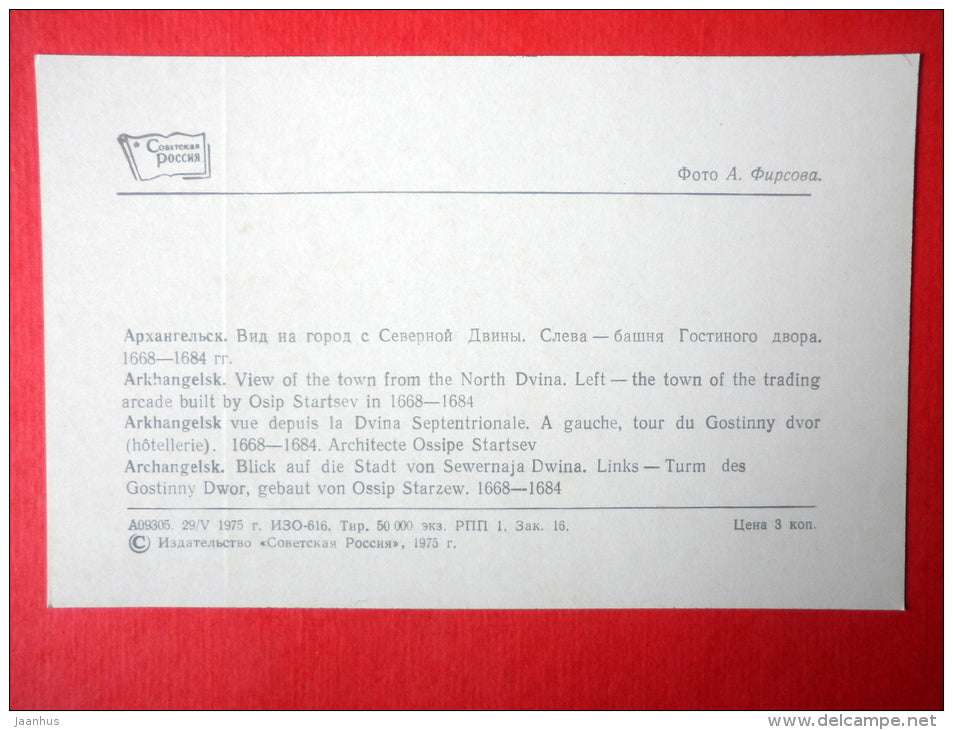 Советская
Россия
Фото А. Фирсова.
Архангельск. Вид на город с Северной Двины. Слева — башня Гостиного двора.
1668—1684 гг.
Arkhangelsk. View of the town from the North Dvina. Left — the town of the trading
arcade built by Osip Startsev in 1668—1684
Arkhangelsk vue depuis la Dvina Septentrionale. A gauche, tour du Gostinny dvor
(hôtellerie). 1668—1684. Architecte Ossipe Startsev
Archangelsk. Blick auf die Stadt von Sewernaja Dwina. Links — Turm des
Gostinny Dwor, gebaut von Ossip Starzew. 1668—1684
А09305. 29/V 1975 г. ИЗО-616. Тир. 50 000 экз. РПП 1. Зак. 16. Цена 3 коп.
© Издательство «Советская Россия», 1975 г.
Jaanhus
www.delcampe.net